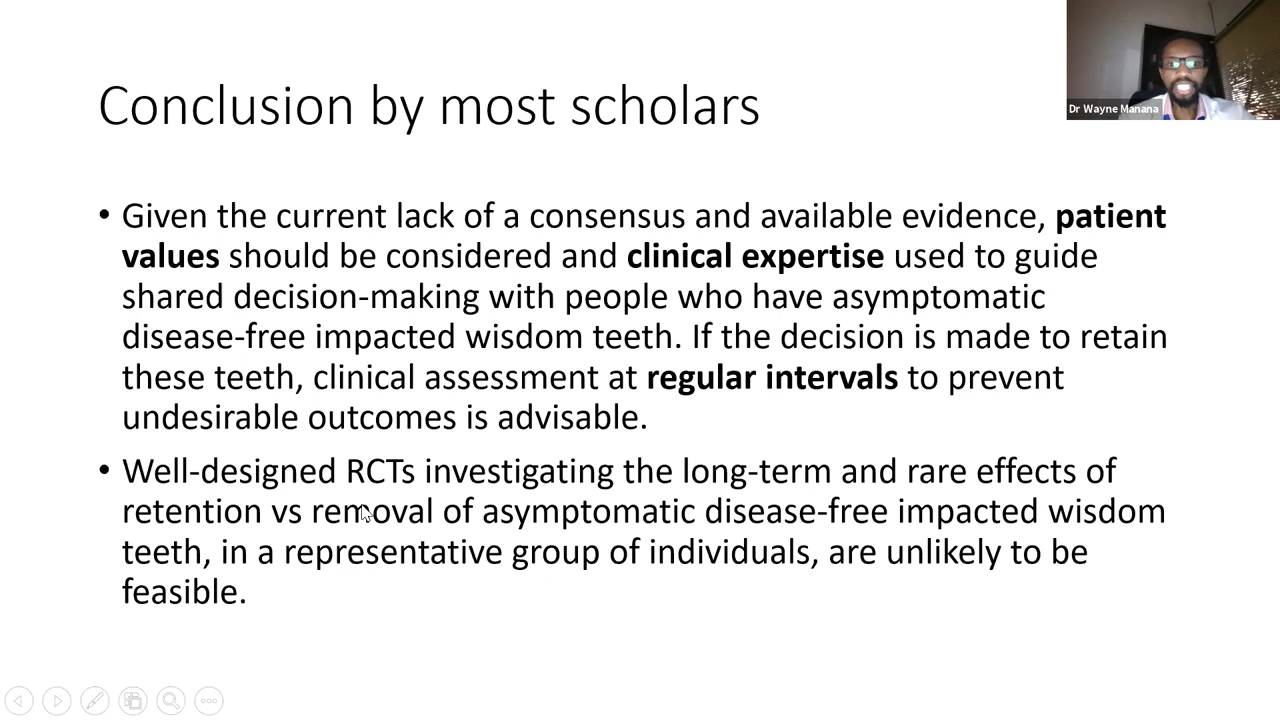 Conclusion by most scholars
Dr Wayne Manana
• Given the current lack of a consensus and available evidence, patient
values should be considered and clinical expertise used to guide
shared decision-making with people who have asymptomatic
disease-free impacted wisdom teeth. If the decision is made to retain
these teeth, clinical assessment at regular intervals to prevent
undesirable outcomes is advisable.
• Well-designed RCTs investigating the long-term and rare effects of
retention vs removal of asymptomatic disease-free impacted wisdom
teeth, in a representative group of individuals, are unlikely to be
feasible.